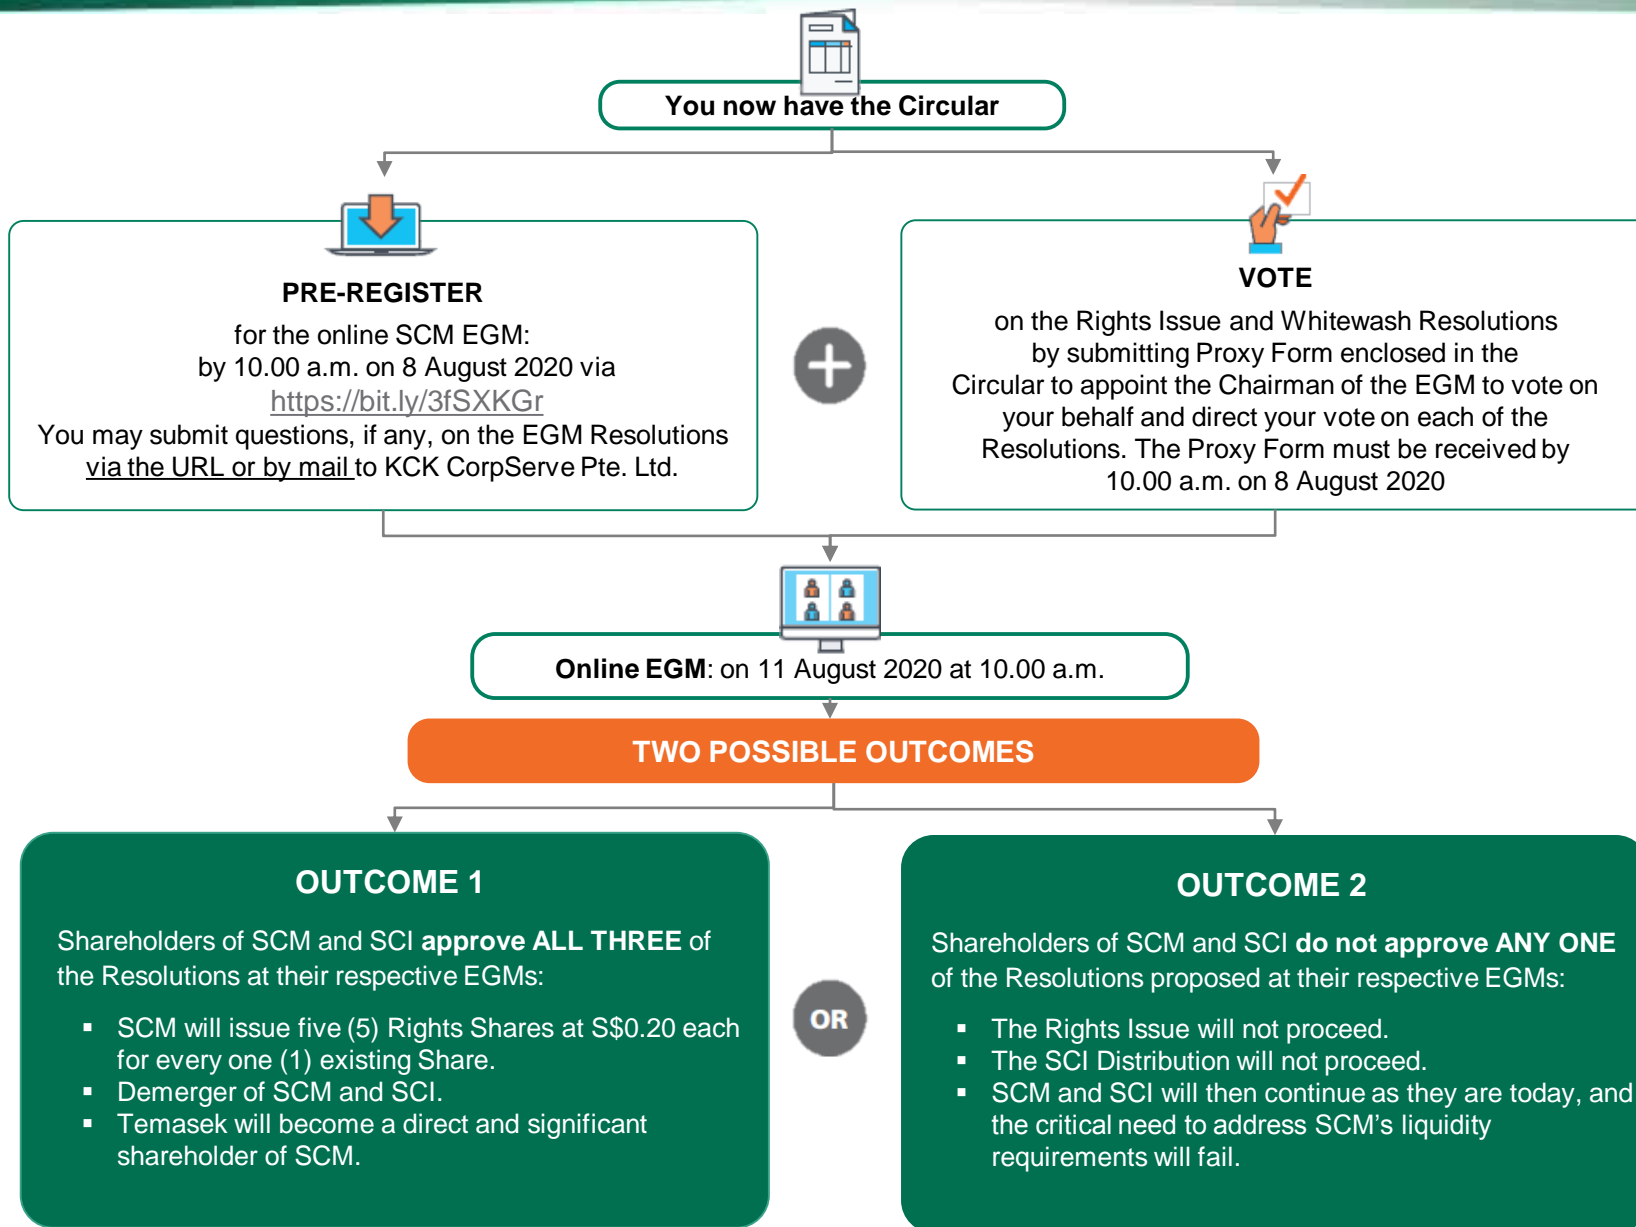 You now have the Circular
PRE-REGISTER
for the online SCM EGM:
by 10.00 a.m. on 8 August 2020 via
https://bit.ly/3fSXKGr
You may submit questions, if any, on the EGM Resolutions
via the URL or by mail to KCK CorpServe Pte. Ltd.
VOTE
on the Rights Issue and Whitewash Resolutions
by submitting Proxy Form enclosed in the
Circular to appoint the Chairman of the EGM to vote on
your behalf and direct your vote on each of the
Resolutions. The Proxy Form must be received by
10.00 a.m. on 8 August 2020
Online EGM: on 11 August 2020 at 10.00 a.m.
TWO POSSIBLE OUTCOMES
OUTCOME 1
Shareholders of SCM and SCI approve ALL THREE of
the Resolutions at their respective EGMs:
▪ SCM will issue five (5) Rights Shares at S$0.20 each
for every one (1) existing Share.
▪ Demerger of SCM and SCI.
▪ Temasek will become a direct and significant
shareholder of SCM.
OR
OUTCOME 2
Shareholders of SCM and SCI do not approve ANY ONE
of the Resolutions proposed at their respective EGMs:
▪ The Rights Issue will not proceed.
▪ The SCI Distribution will not proceed.
▪ SCM and SCI will then continue as they are today, and
the critical need to address SCM's liquidity
requirements will fail.